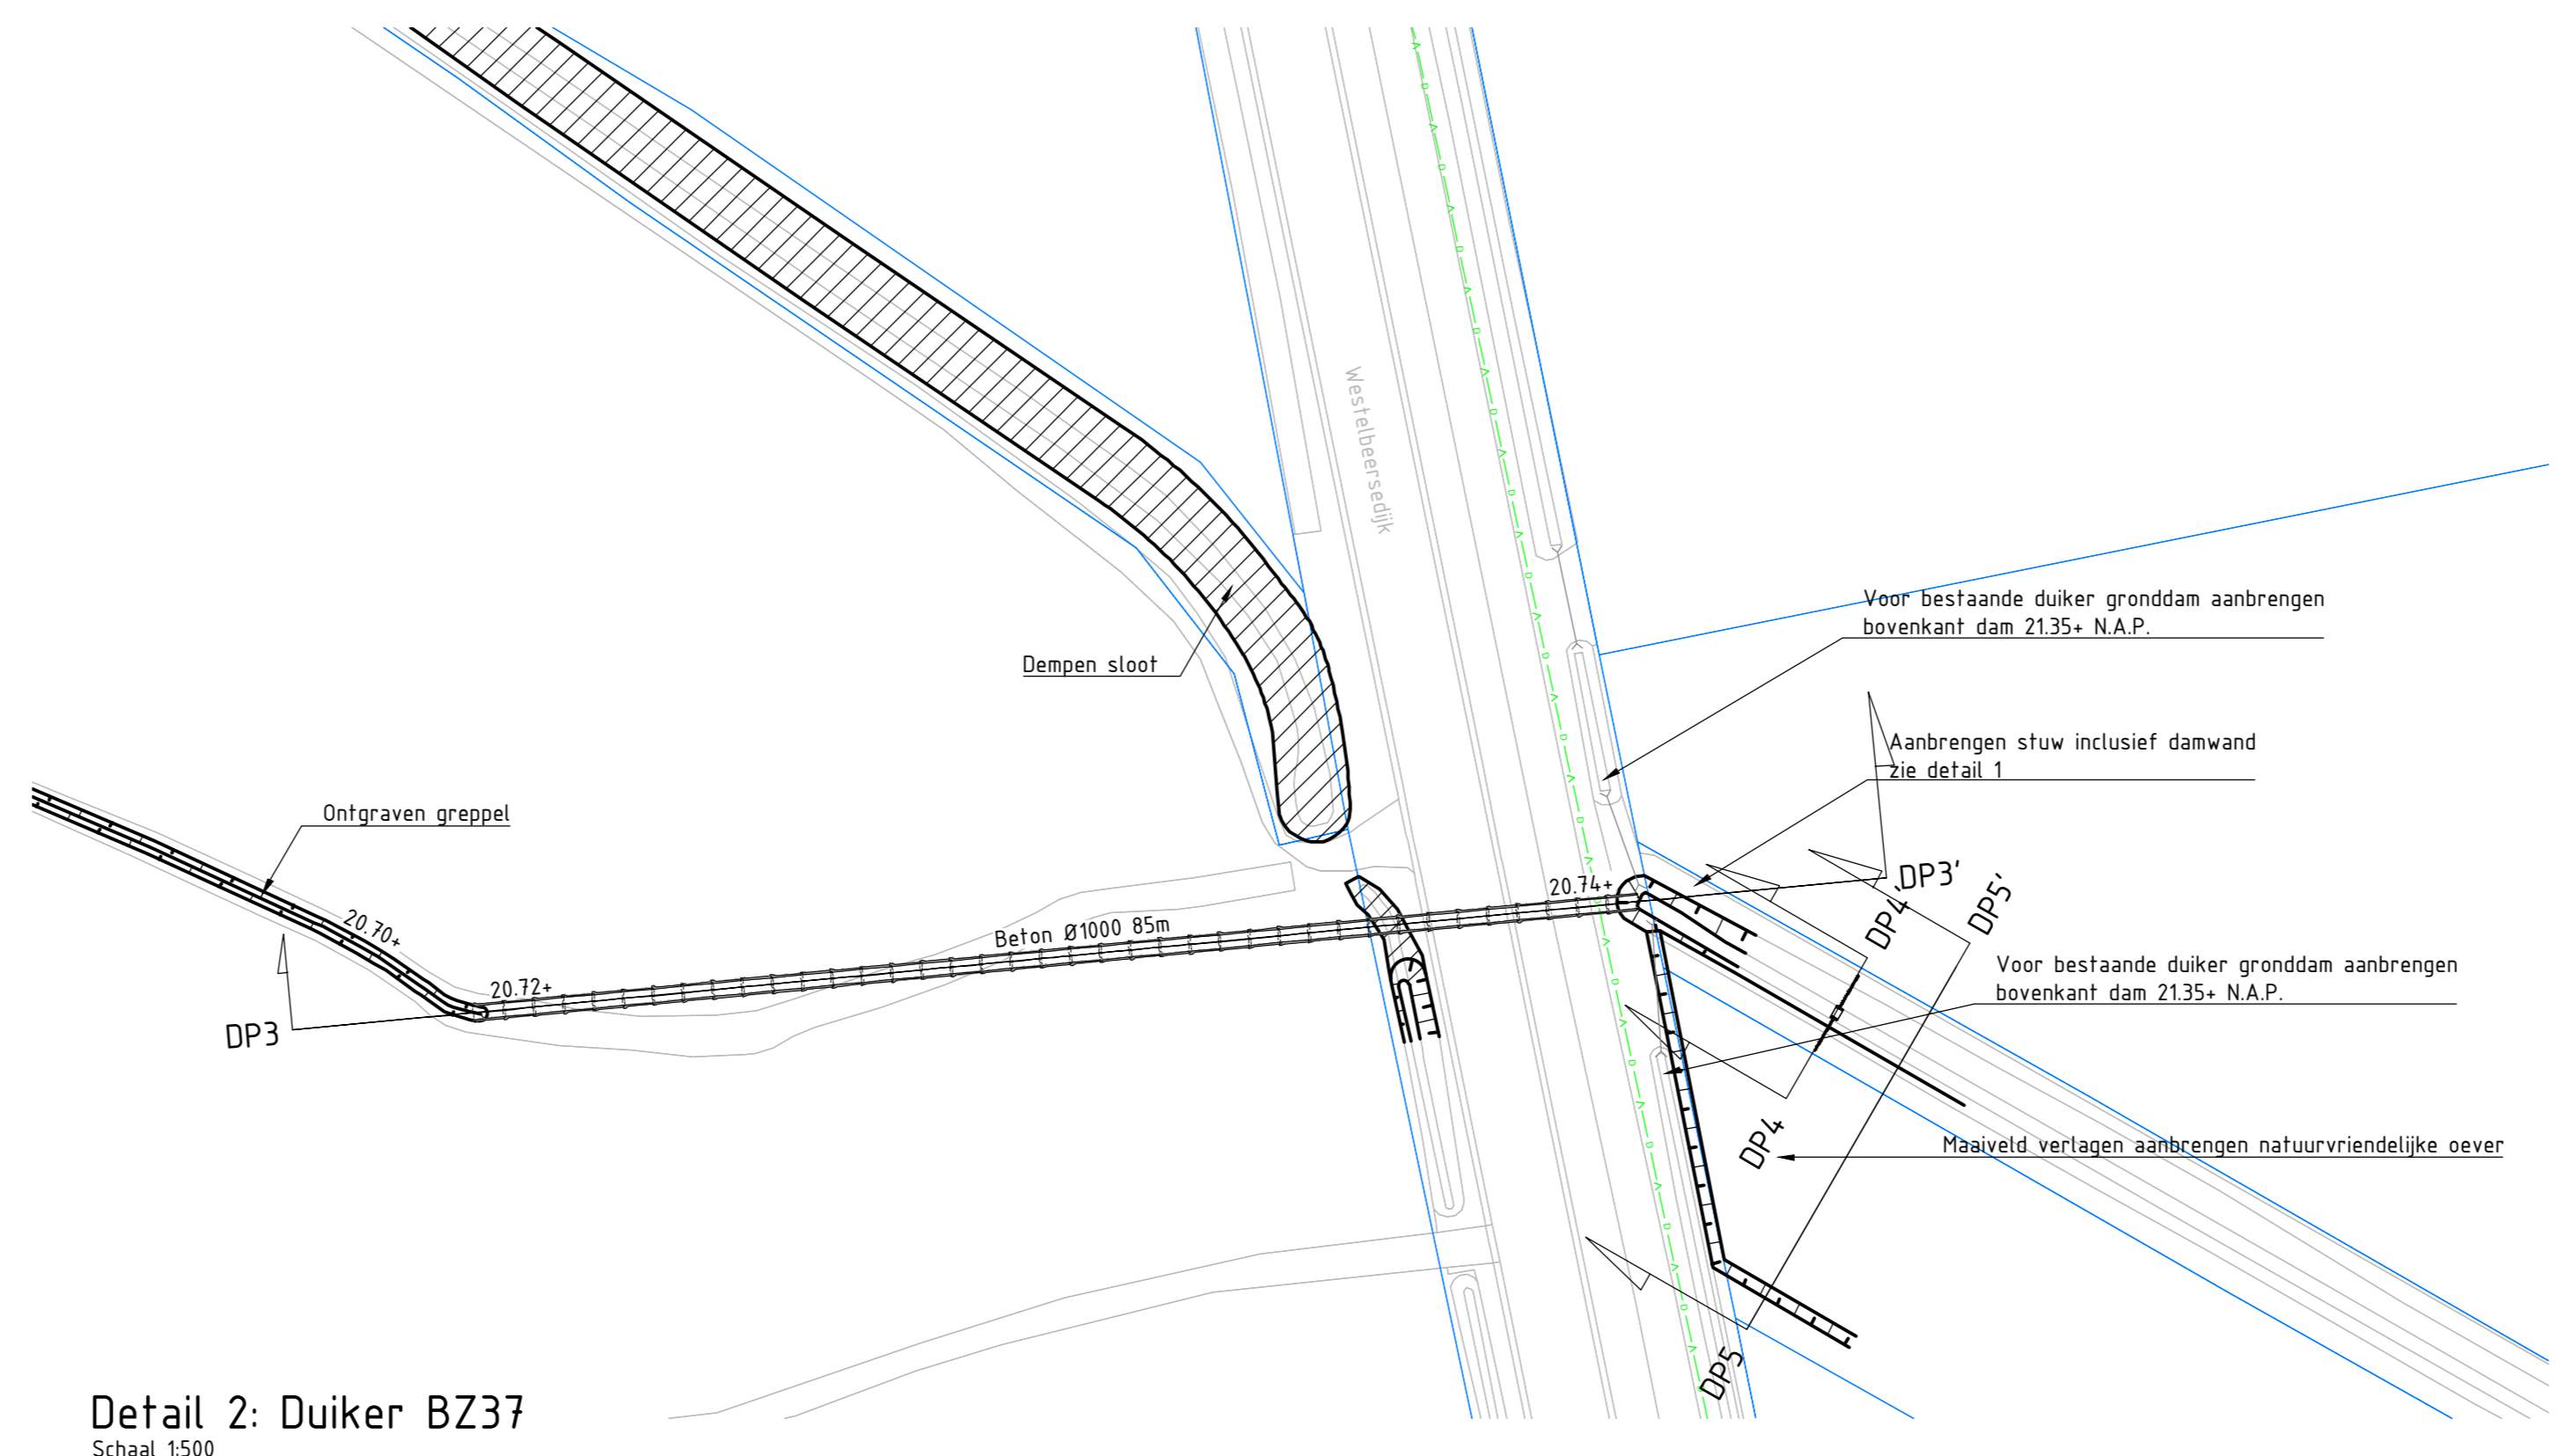 Westelbeersedijk
Voor bestaande duiker gronddam aanbrengen
bovenkant dam 21.35+ N.A.P.
Dempen sloot
Aanbrengen stuw inclusief damwand
zie detail 1
Ontgraven greppel
20.70+
20.72+
Beton Ø1000 85m
20.74+
DP3'
DP4'
DP5'
DP3
Voor bestaande duiker gronddam aanbrengen
bovenkant dam 21.35+ N.A.P.
DP4
Maaiveld verlagen aanbrengen natuurvriendelijke oever
DP5
Detail 2: Duiker BZ37
Schaal 1:500